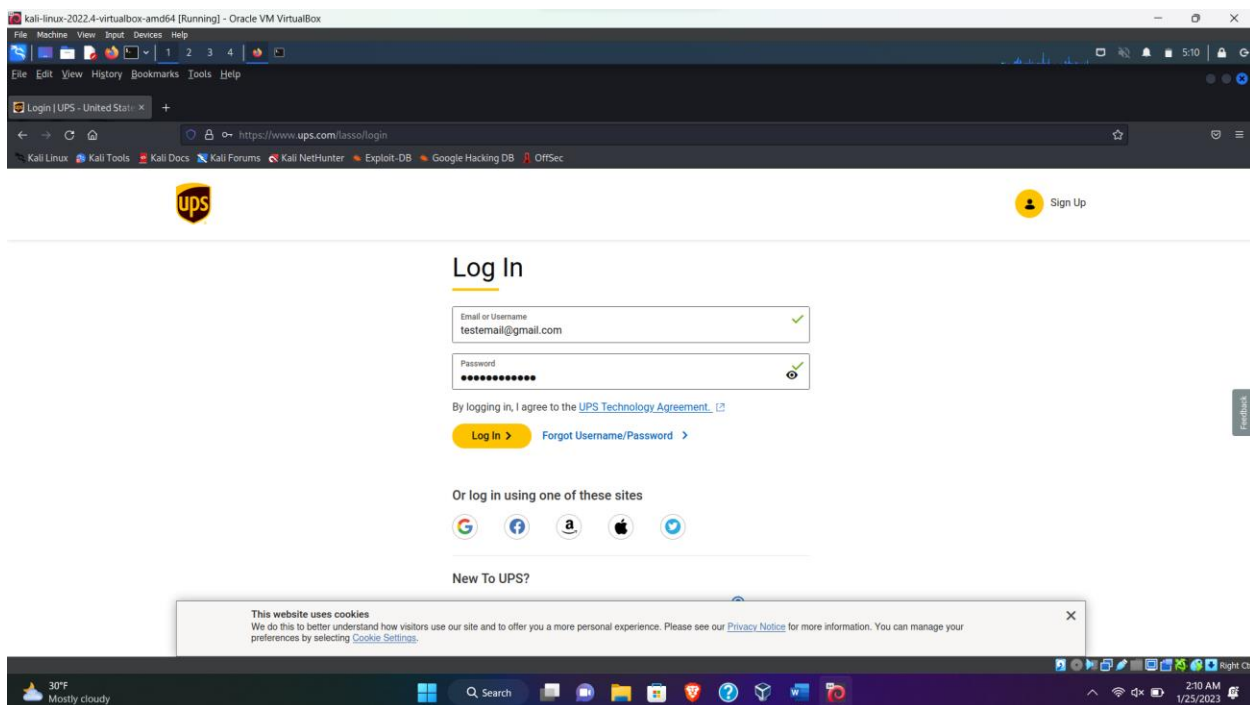 kali-linux-2022.4-virtualbox-amd64 [Running] - Oracle VM VirtualBox
File Machine View Input Devices Help
1 2 3 4
5:10
File Edit View History Bookmarks Tools Help
Login | UPS - United State
https://www.ups.com/lasso/login
Kali Linux Kali Tools Kali Docs Kali Forums Kali NetHunter Exploit-DB Google Hacking DB OffSec
ups
Sign Up
Log In
Email or Username
testemail@gmail.com
Password
••••••••••••
By logging in, I agree to the UPS Technology Agreement.
Log In >
Forgot Username/Password >
Feedback
Or log in using one of these sites
New To UPS?
This website uses cookies
We do this to better understand how visitors use our site and to offer you a more personal experience. Please see our Privacy Notice for more information. You can manage your
preferences by selecting Cookie Settings.
Right Ct
30°F
Mostly cloudy
Search
2:10 AM
1/25/2023